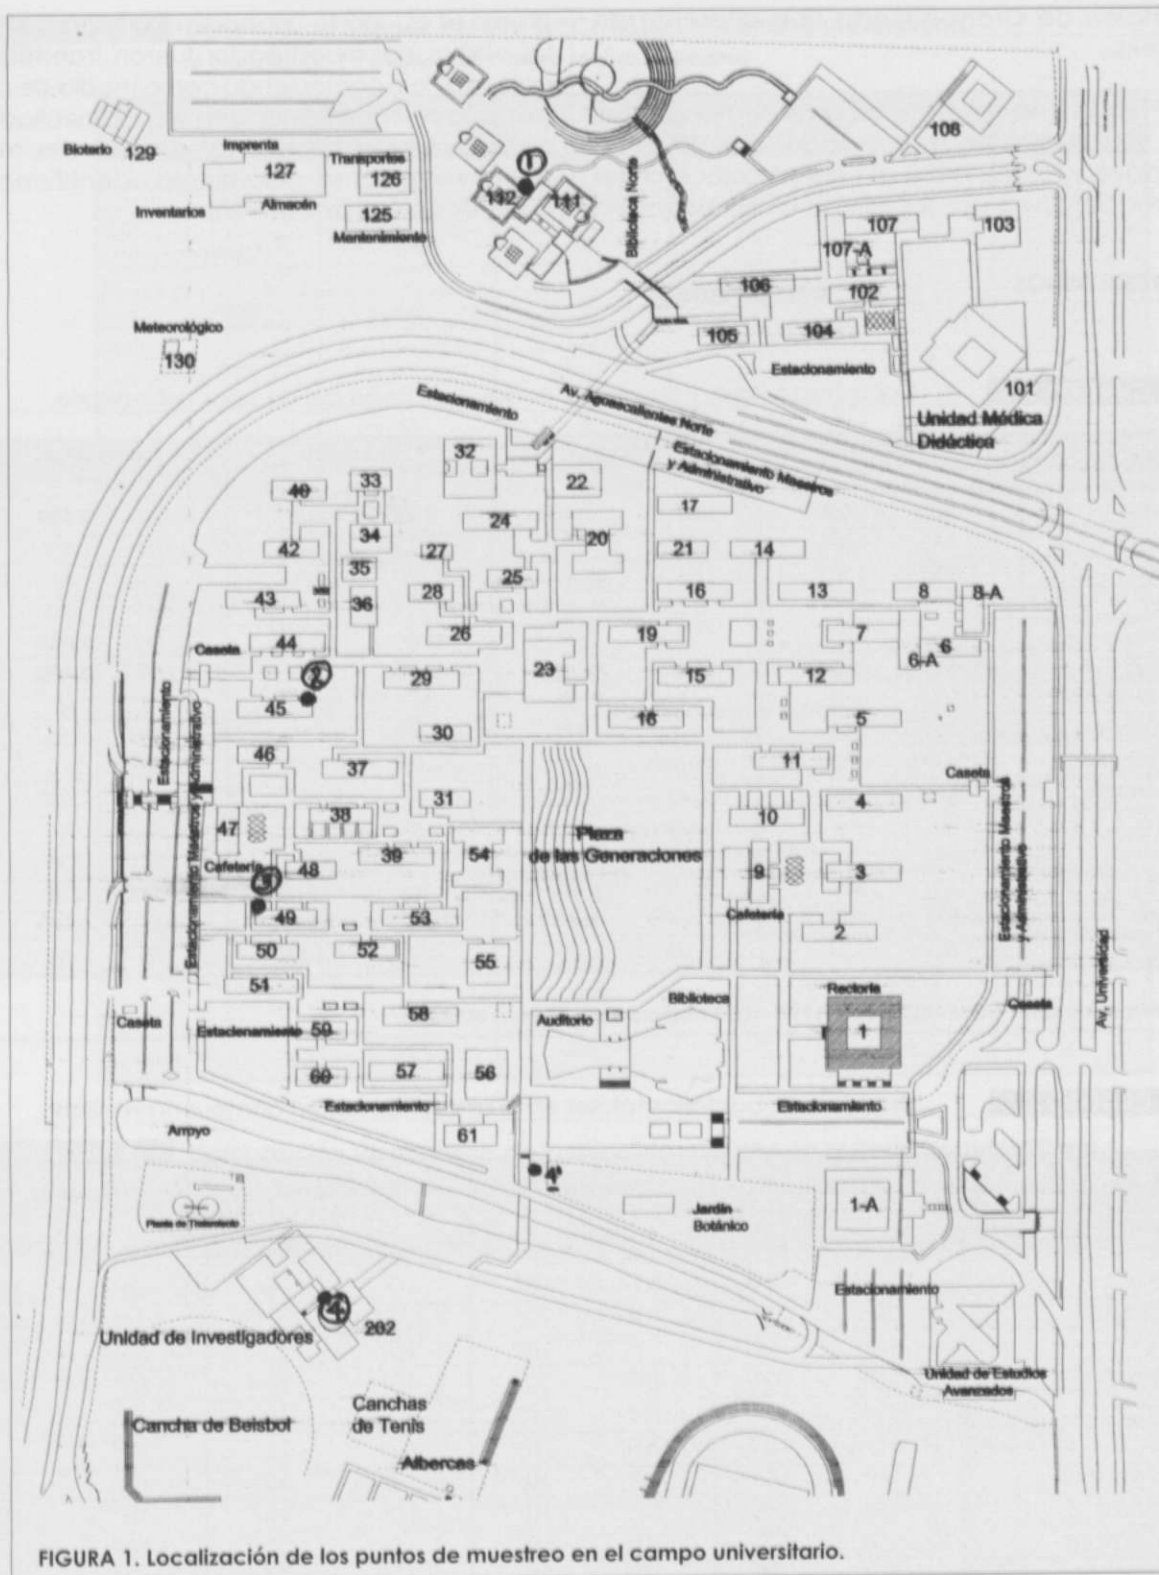 108
Bioterio 129
Imprenta
127
Inventarios
Almacén
Transportes
126
125
Mantenimiento
1
112
111
Biblioteca Norte
107
103
107-A
102
106
105
104
Estacionamiento
101
Unidad Médica
Didáctica
Meteorológico
130
Estacionamiento
Av. Aguascalientes Norte
Estacionamiento Maestros
y Administrativo
32
33
40
22
17
34
24
20
42
27
21
14
35
25
43
36
28
16
13
8
8-A
44
26
19
7
6
6-A
Caseta
2
29
23
15
12
45
30
18
5
Estacionamiento
Estacionamiento Maestros y Administrativo
46
37
11
Caseta
31
4
47
38
10
Plaza
de las Generaciones
Cafetería
48
39
54
9
3
3
49
53
Cafetería
2
Estacionamiento Maestros
y Administrativo
50
52
55
51
Biblioteca
Rectoría
Caseta
Av. Universidad
Caseta
Estacionamiento
59
58
Auditorio
1
60
57
56
Estacionamiento
Estacionamiento
Arroyo
61
4'
1-A
Jardín
Botánico
Planta de Tratamiento
Estacionamiento
4
202
Unidad de Investigadores
Unidad de Estudios
Avanzados
Cancha de Beisbol
Canchas
de Tenis
Albercas
FIGURA 1. Localización de los puntos de muestreo en el campo universitario.